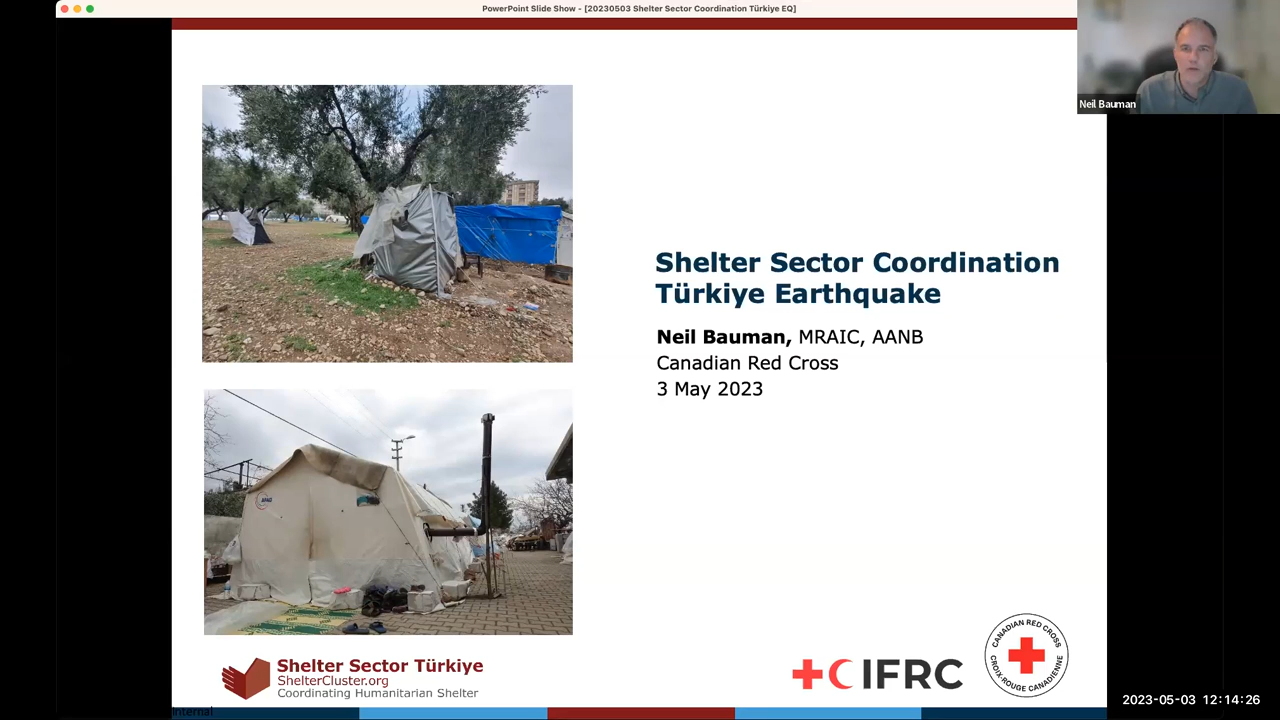 PowerPoint Slide Show - [20230503 Shelter Sector Coordination Türkiye EQ]
Neil Bauman
Shelter Sector Coordination
Türkiye Earthquake
Neil Bauman, MRAIC, AANB
Canadian Red Cross
3 May 2023
Shelter Sector Türkiye
ShelterCluster.org
Coordinating Humanitarian Shelter
IFRC
CANADIAN RED CROSS
CROIX-ROUGE CANADIENNE
2023-05-03 12:14:26
Internal